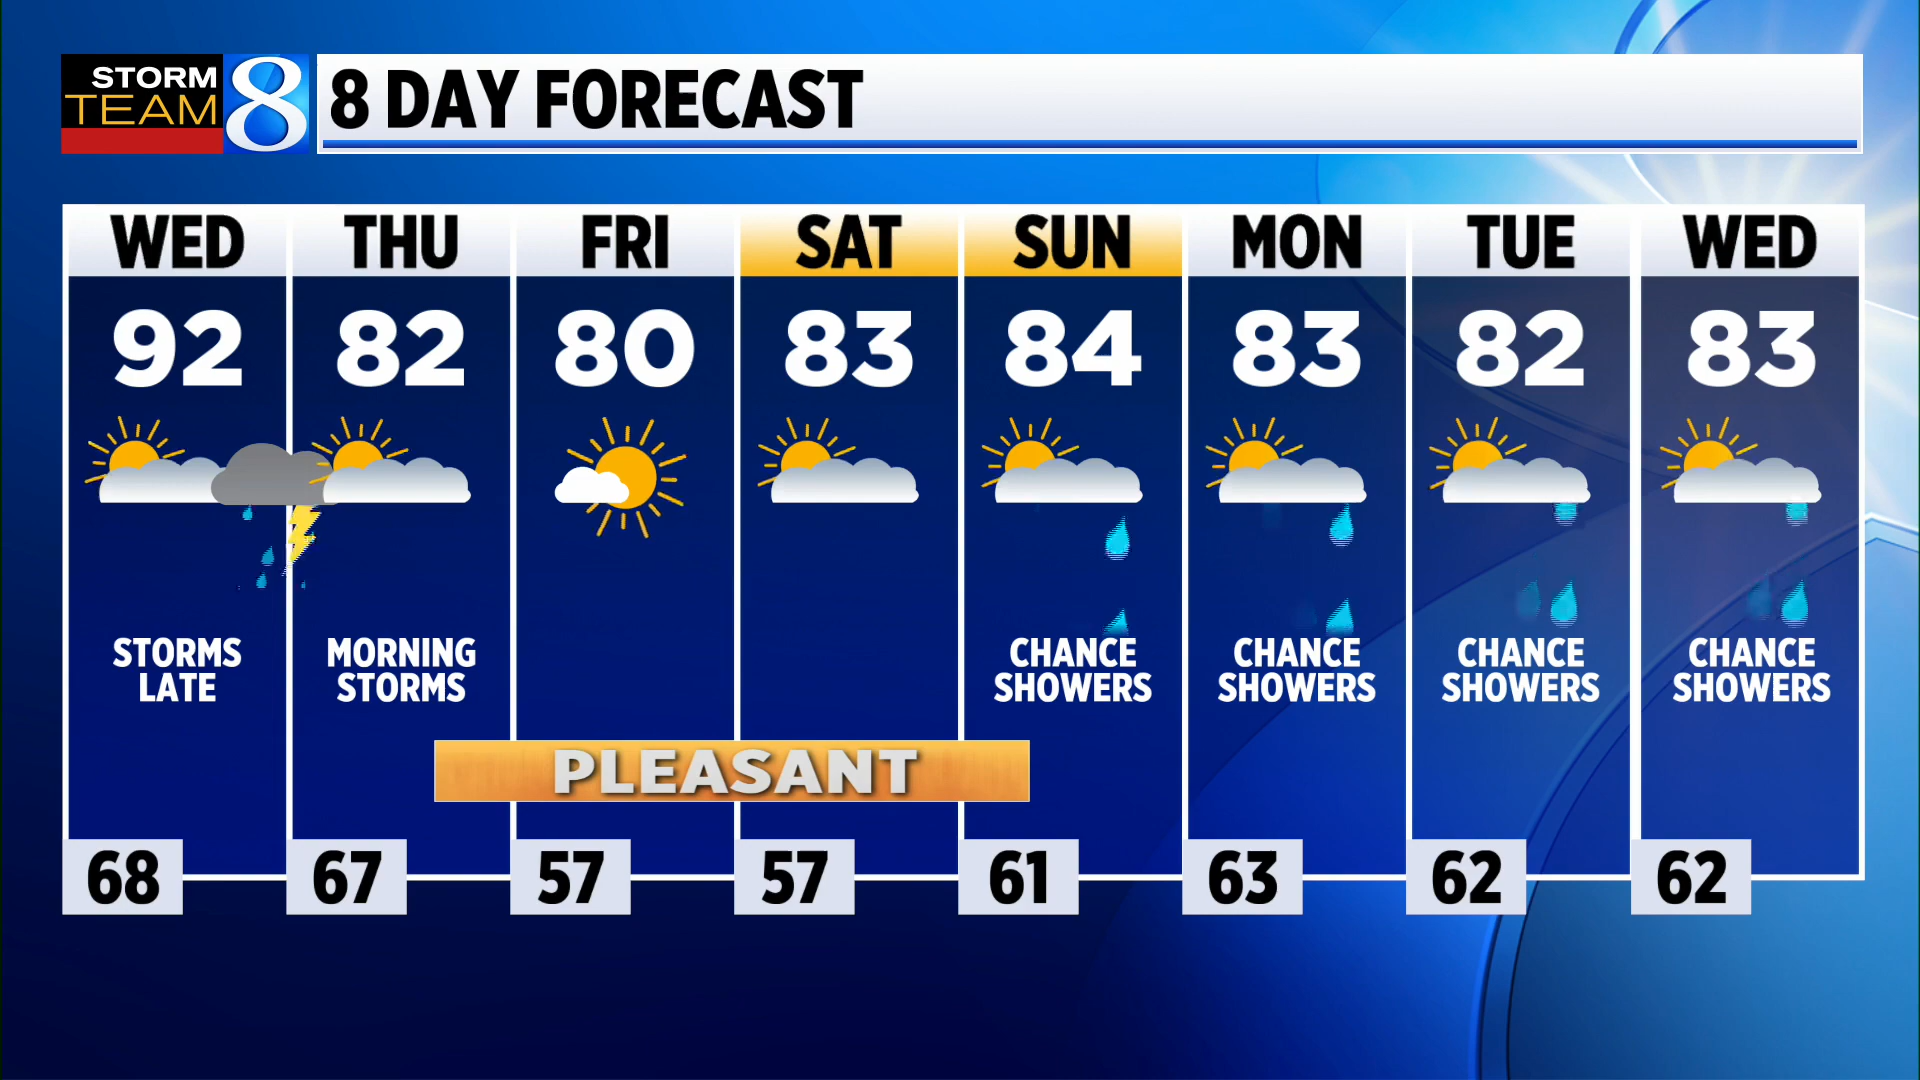 STORM
TEAM
8
8 DAY FORECAST
WED THU FRI SAT SUN MON TUE WED
92 82 80 83 84 83 82 83
STORMS
LATE
MORNING
STORMS
CHANCE
SHOWERS
CHANCE
SHOWERS
CHANCE
SHOWERS
CHANCE
SHOWERS
PLEASANT
68 67 57 57 61 63 62 62